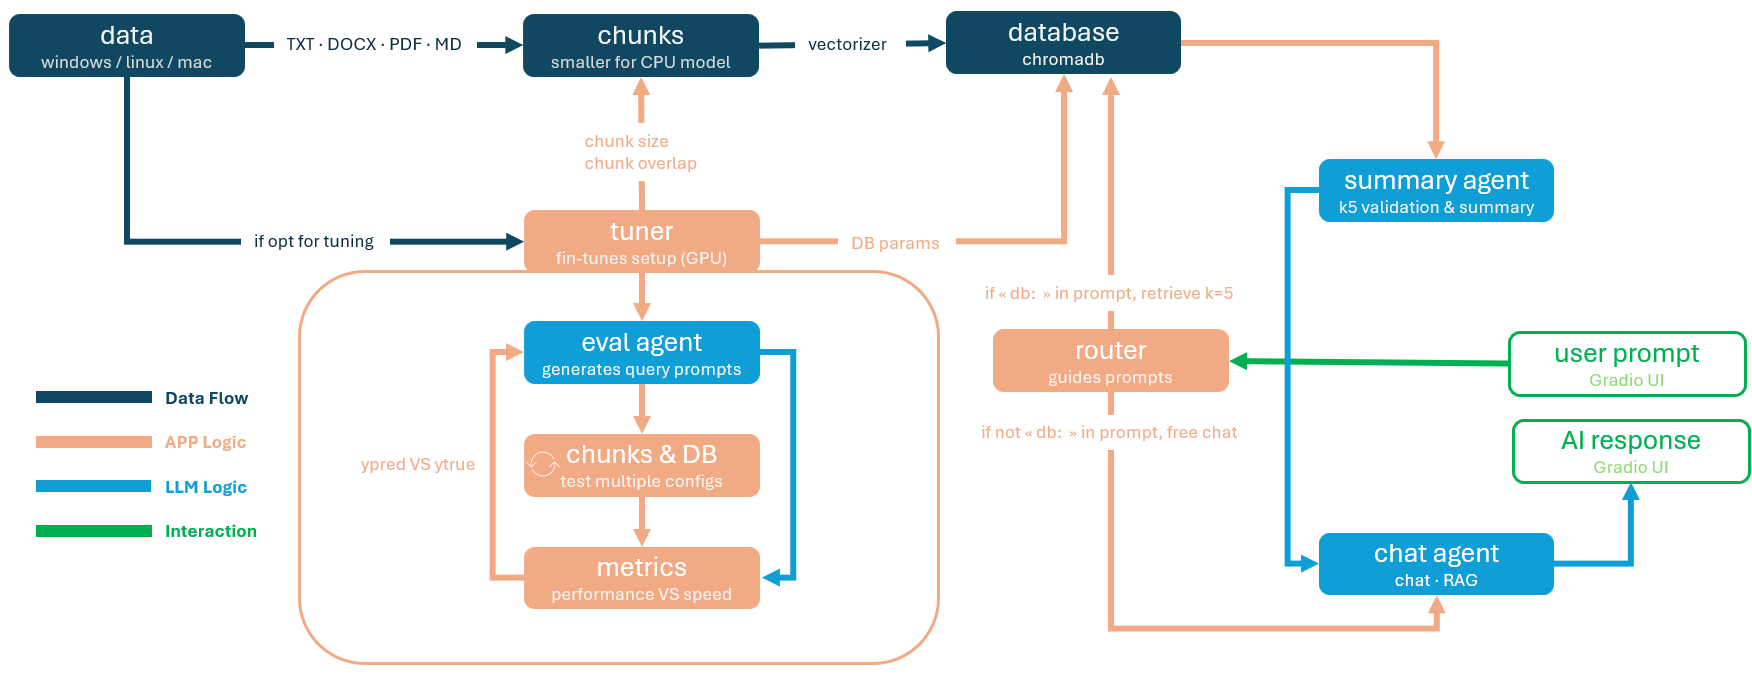 data
windows / linux / mac
TXT · DOCX · PDF · MD
chunks
smaller for CPU model
vectorizer
database
chromadb
chunk size
chunk overlap
summary agent
k5 validation & summary
if opt for tuning
tuner
fin-tunes setup (GPU)
DB params
if « db: » in prompt, retrieve k=5
eval agent
generates query prompts
router
guides prompts
user prompt
Gradio UI
if not « db: » in prompt, free chat
AI response
Gradio UI
ypred VS ytrue
chunks & DB
test multiple configs
metrics
performance VS speed
chat agent
chat · RAG
Data Flow
APP Logic
LLM Logic
Interaction